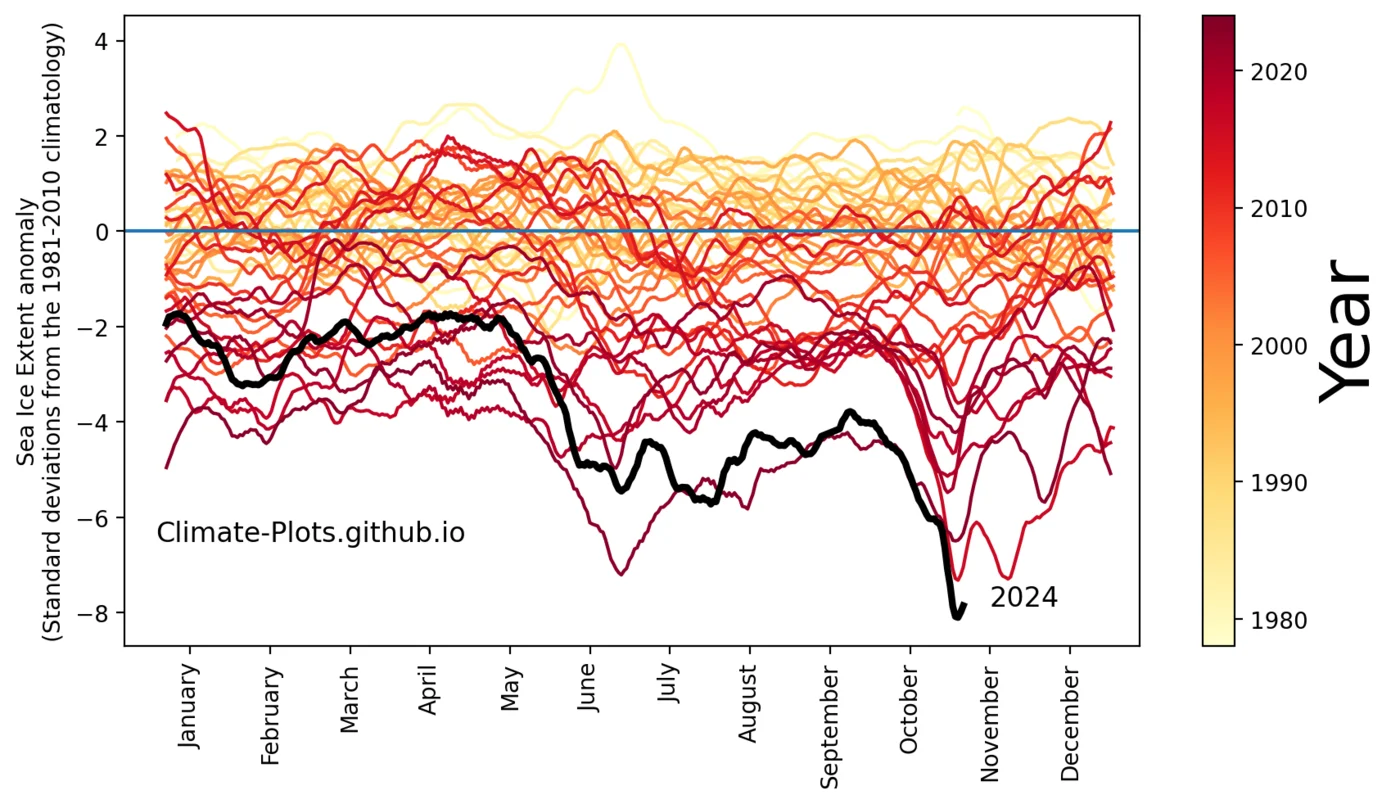 Sea Ice Extent anomaly
(Standard deviations from the 1981-2010 climatology)
4
2
0
−2
−4
−6
−8
Climate-Plots.github.io
2024
January
February
March
April
May
June
July
August
September
October
November
December
2020
2010
2000
1990
1980
Year